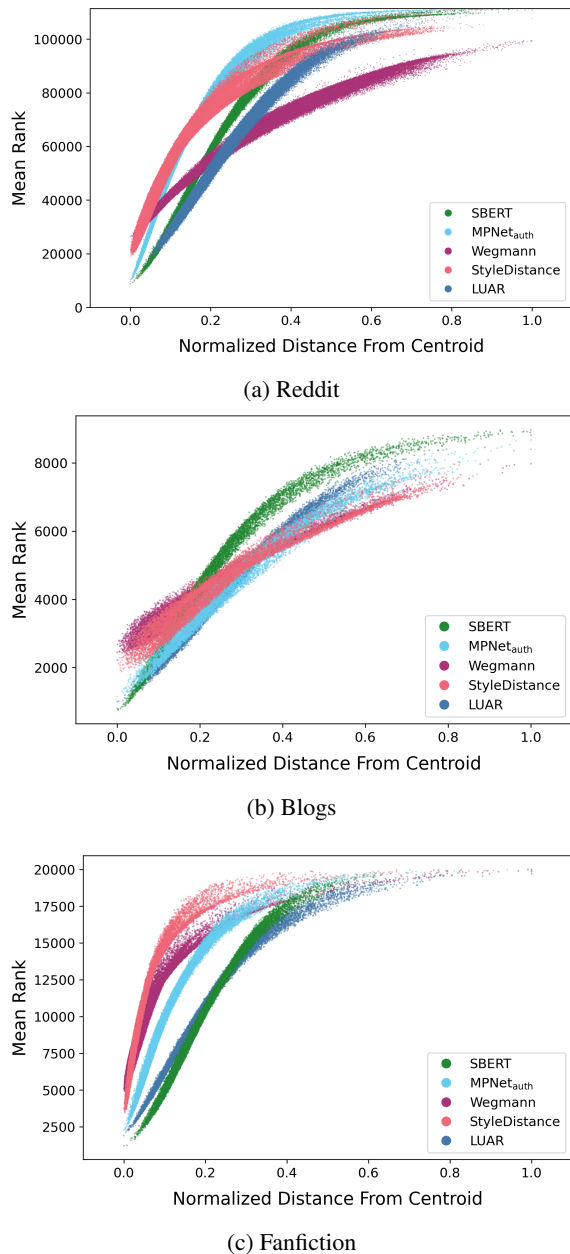 100000
80000
60000
40000
20000
0
Mean Rank
SBERT
MPNet_auth
Wegmann
StyleDistance
LUAR
0.0 0.2 0.4 0.6 0.8 1.0
Normalized Distance From Centroid
(a) Reddit
8000
6000
4000
2000
Mean Rank
SBERT
MPNet_auth
Wegmann
StyleDistance
LUAR
0.0 0.2 0.4 0.6 0.8 1.0
Normalized Distance From Centroid
(b) Blogs
20000
17500
15000
12500
7500
5000
2500
Mean Rank
SBERT
MPNet_auth
Wegmann
StyleDistance
LUAR
0.0 0.2 0.4 0.6 0.8 1.0
Normalized Distance From Centroid
(c) Fanfiction